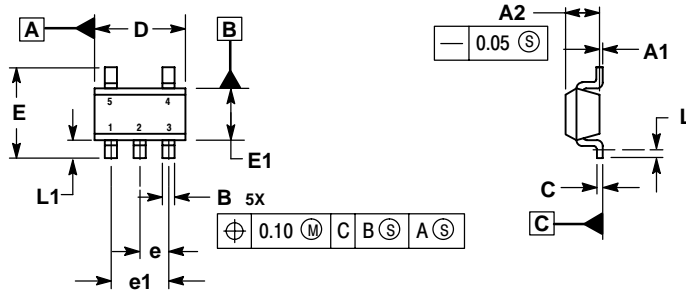 A
D
B
E
5 4
1 2 3
E1
L1
B 5X
⌖ 0.10 Ⓜ C B Ⓢ A Ⓢ
e
e1
A2
— 0.05 Ⓢ
A1
L
C
C